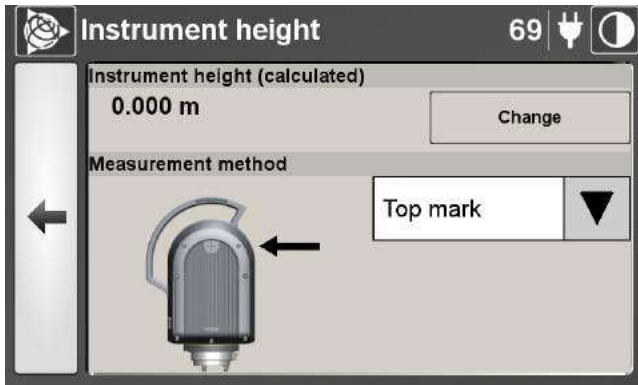 Instrument height
69
Instrument height (calculated)
0.000 m
Change
Measurement method
Top mark